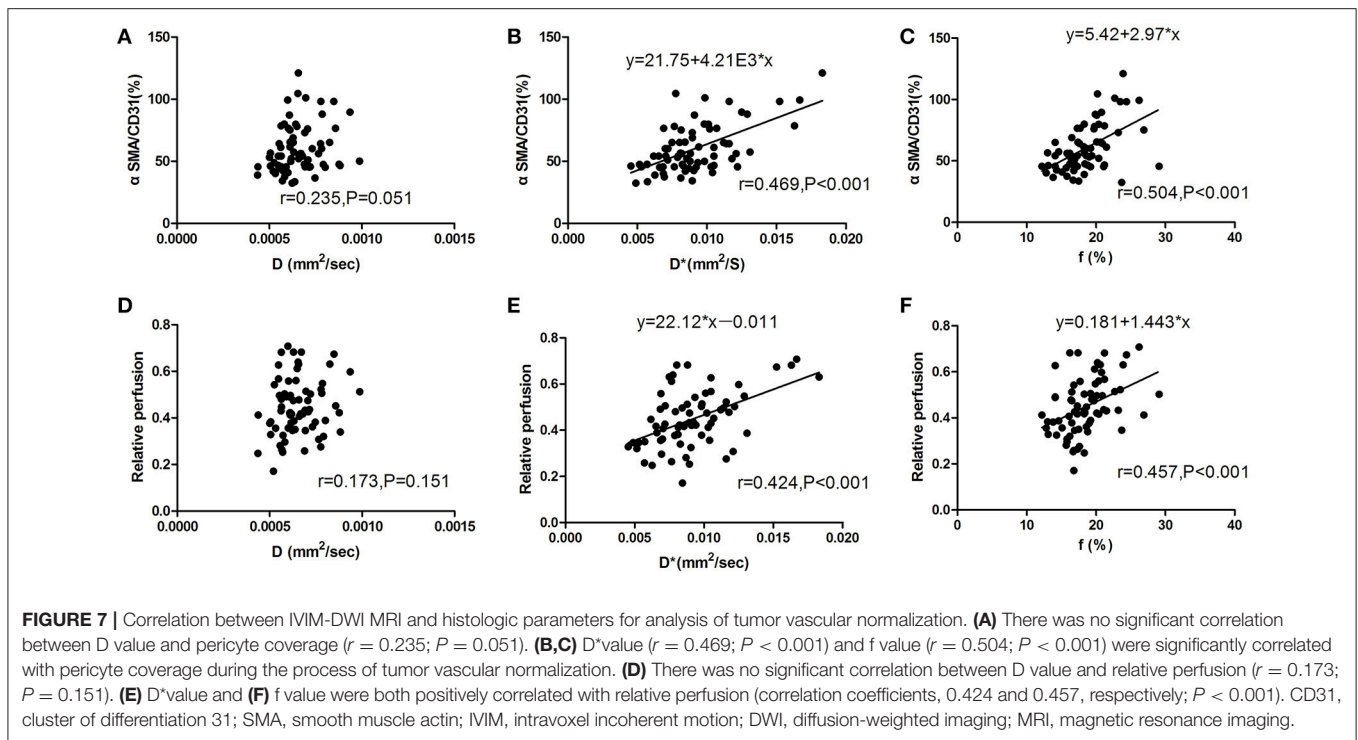 A
150
100
50
0
α SMA/CD31(%)
r=0.235,P=0.051
0.0000 0.0005 0.0010 0.0015
D (mm²/sec)
B
150
100
50
0
α SMA/CD31(%)
y=21.75+4.21E3*x
r=0.469,P<0.001
0.000 0.005 0.010 0.015 0.020
D*(mm²/S)
C
150
100
50
0
α SMA/CD31(%)
y=5.42+2.97*x
r=0.504,P<0.001
0 10 20 30 40
f (%)
D
0.8
0.6
0.4
0.2
0.0
Relative perfusion
r=0.173,P=0.151
0.0000 0.0005 0.0010 0.0015
D (mm²/sec)
E
0.8
0.6
0.4
0.2
0.0
Relative perfusion
y=22.12*x−0.011
r=0.424,P<0.001
0.000 0.005 0.010 0.015 0.020
D*(mm²/sec)
F
0.8
0.6
0.4
0.2
0.0
Relative perfusion
y=0.181+1.443*x
r=0.457,P<0.001
0 10 20 30 40
f (%)
FIGURE 7 | Correlation between IVIM-DWI MRI and histologic parameters for analysis of tumor vascular normalization. (A) There was no significant correlation
between D value and pericyte coverage (r = 0.235; P = 0.051). (B,C) D*value (r = 0.469; P < 0.001) and f value (r = 0.504; P < 0.001) were significantly correlated
with pericyte coverage during the process of tumor vascular normalization. (D) There was no significant correlation between D value and relative perfusion (r = 0.173;
P = 0.151). (E) D*value and (F) f value were both positively correlated with relative perfusion (correlation coefficients, 0.424 and 0.457, respectively; P < 0.001). CD31,
cluster of differentiation 31; SMA, smooth muscle actin; IVIM, intravoxel incoherent motion; DWI, diffusion-weighted imaging; MRI, magnetic resonance imaging.